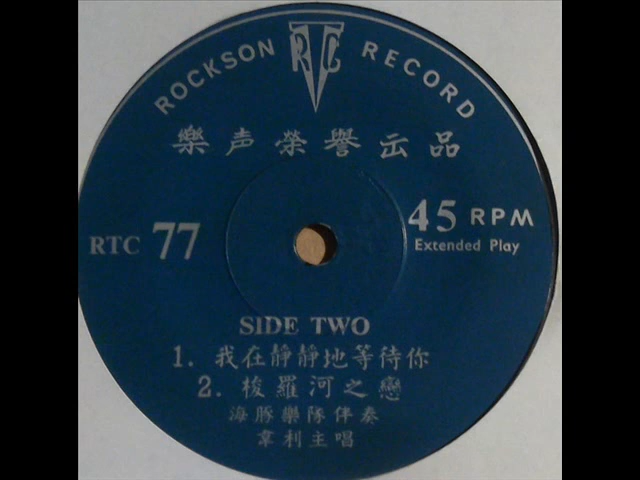 ROCKSON RTC RECORD
樂声榮譽出品
RTC 77
45 RPM
Extended Play
SIDE TWO
1. 我在靜靜地等待你
2. 梭羅河之戀
海豚樂隊伴奏
韋利主唱